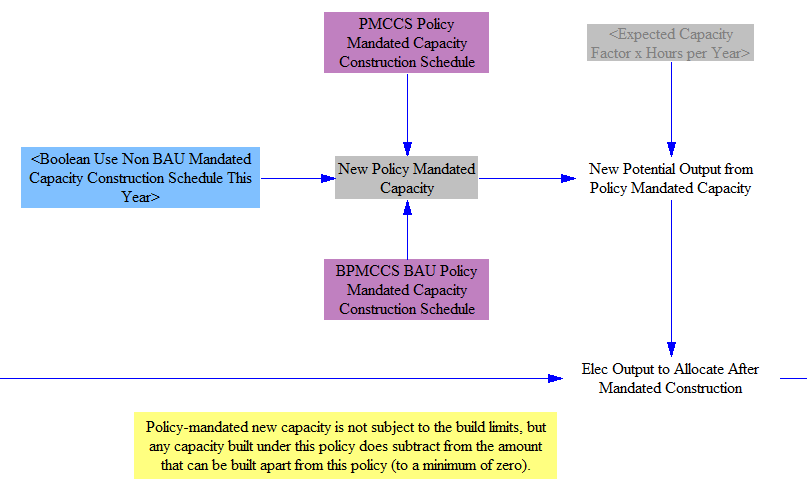 PMCCS Policy
Mandated Capacity
Construction Schedule
<Expected Capacity
Factor x Hours per Year>
<Boolean Use Non BAU Mandated
Capacity Construction Schedule This
Year>
New Policy Mandated
Capacity
New Potential Output from
Policy Mandated Capacity
BPMCCS BAU Policy
Mandated Capacity
Construction Schedule
Elec Output to Allocate After
Mandated Construction
Policy-mandated new capacity is not subject to the build limits, but
any capacity built under this policy does subtract from the amount
that can be built apart from this policy (to a minimum of zero).